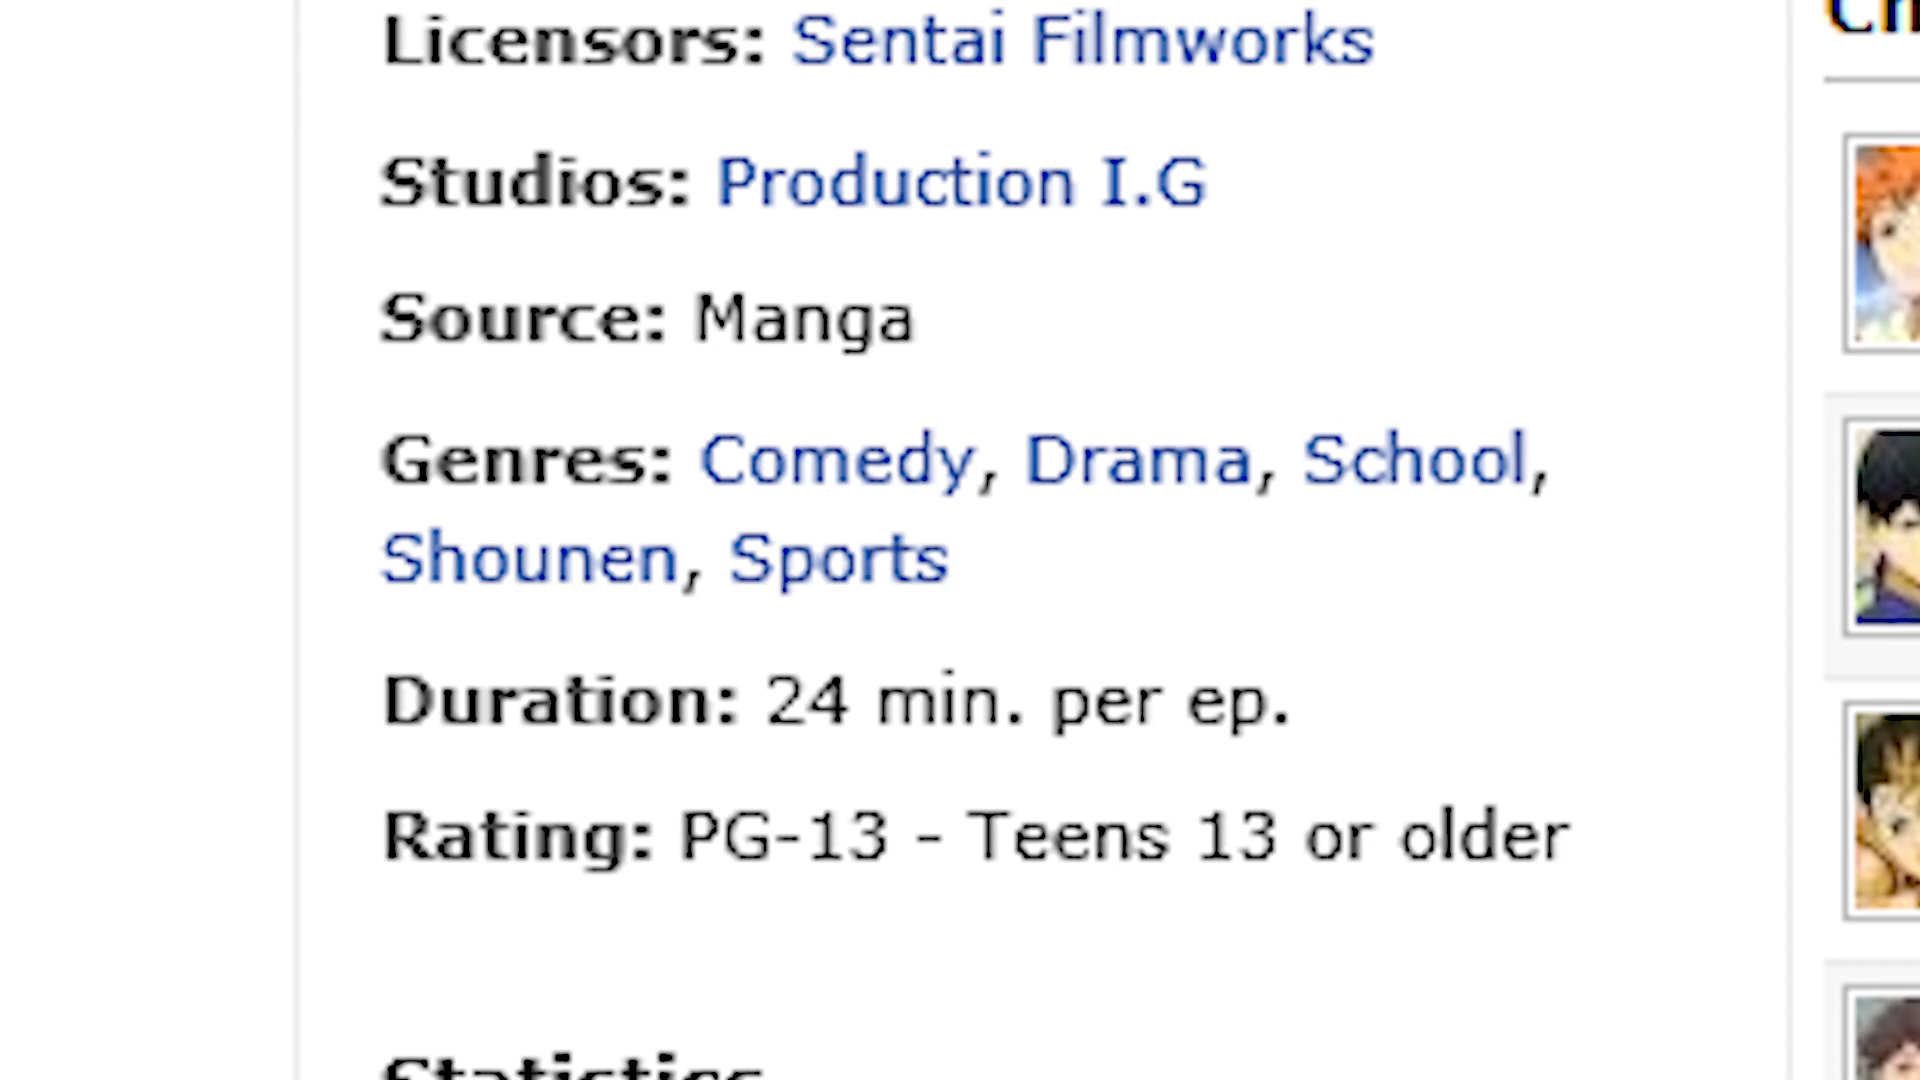 Licensors: Sentai Filmworks
Studios: Production I.G
Source: Manga
Genres: Comedy, Drama, School,
Shounen, Sports
Duration: 24 min. per ep.
Rating: PG-13 - Teens 13 or older
Statistics